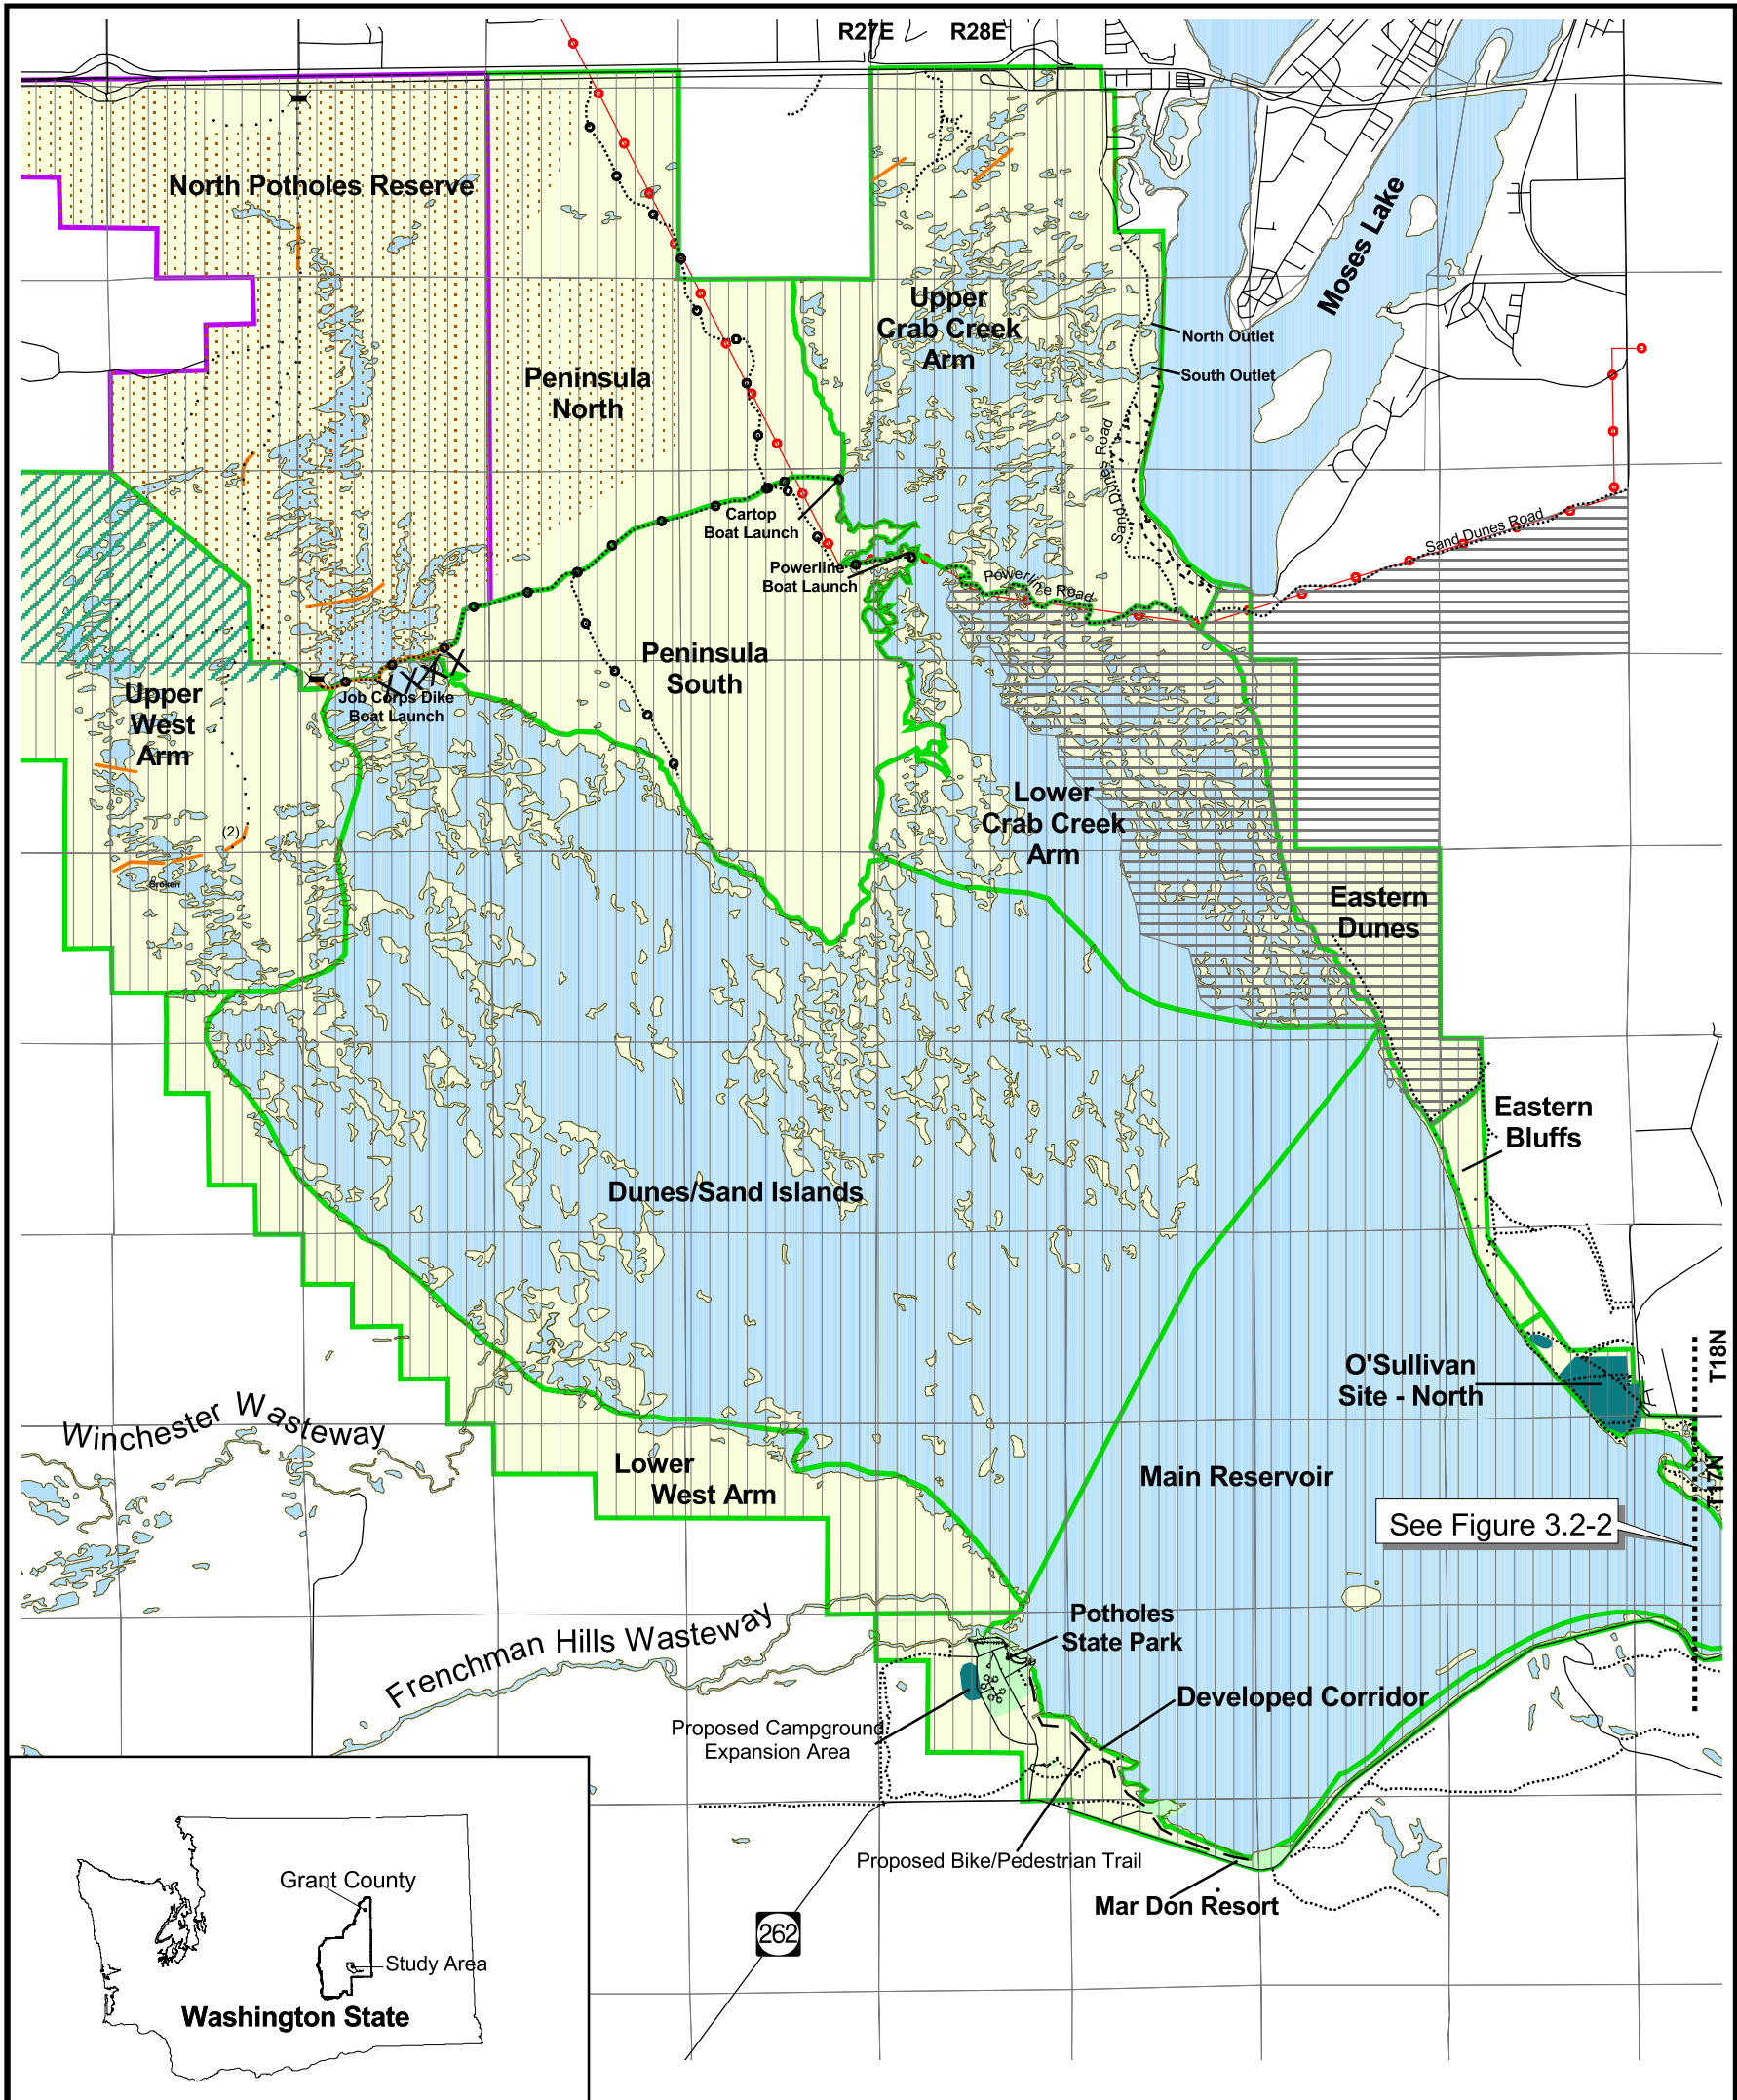 R27E
R28E
North Potholes Reserve
Moses Lake
Upper
Crab Creek
Arm
North Outlet
South Outlet
Peninsula
North
Sand Dunes Road
Cartop
Boat Launch
Sand Dunes Road
Powerline
Boat Launch
Powerline Road
Peninsula
South
Upper
West
Arm
Job Corps Dike
Boat Launch
Lower
Crab Creek
Arm
(2)
Broken
Eastern
Dunes
Eastern
Bluffs
Dunes/Sand Islands
T18N
T17N
O'Sullivan
Site - North
Winchester Wasteway
Lower
West Arm
Main Reservoir
See Figure 3.2-2
Frenchman Hills Wasteway
Potholes
State Park
Developed Corridor
Proposed Campground
Expansion Area
Proposed Bike/Pedestrian Trail
Mar Don Resort
262
Grant County
Study Area
Washington State